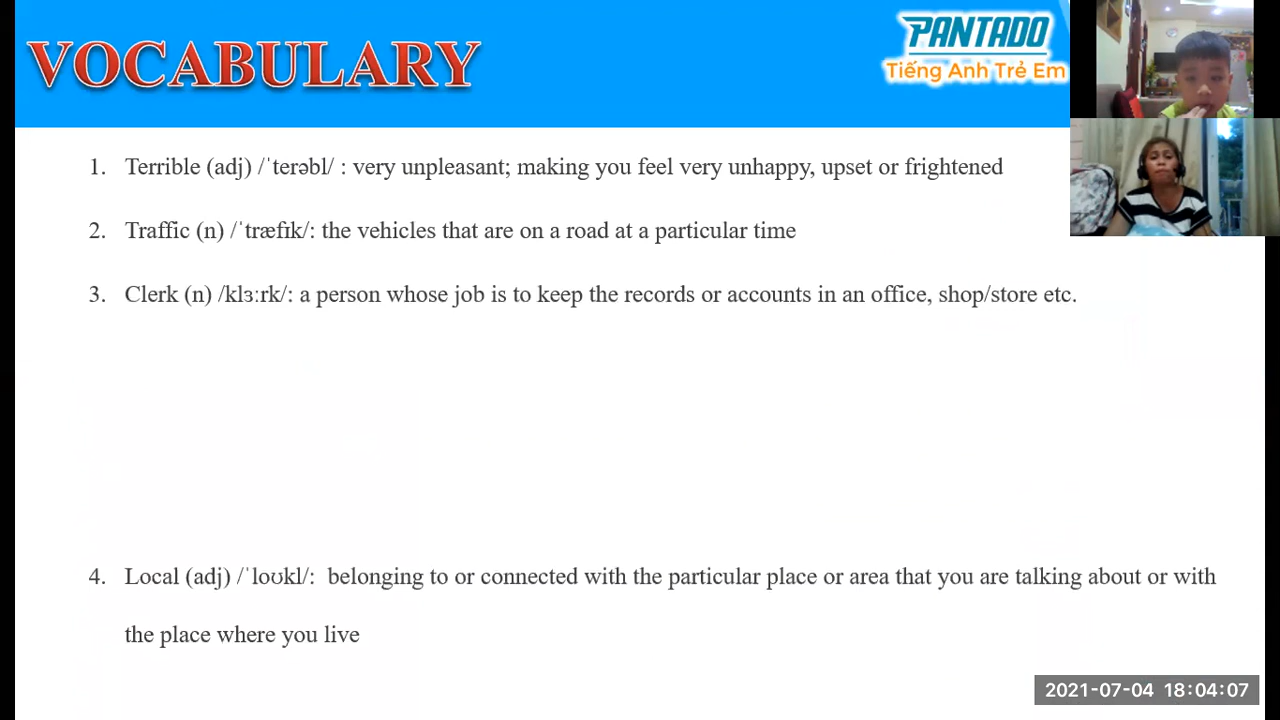 VOCABULARY
PANTADO
Tiếng Anh Trẻ Em
1. Terrible (adj) /ˈterəbl/ : very unpleasant; making you feel very unhappy, upset or frightened
2. Traffic (n) /ˈtræfɪk/: the vehicles that are on a road at a particular time
3. Clerk (n) /klɜːrk/: a person whose job is to keep the records or accounts in an office, shop/store etc.
4. Local (adj) /ˈloʊkl/: belonging to or connected with the particular place or area that you are talking about or with
the place where you live
2021-07-04 18:04:07